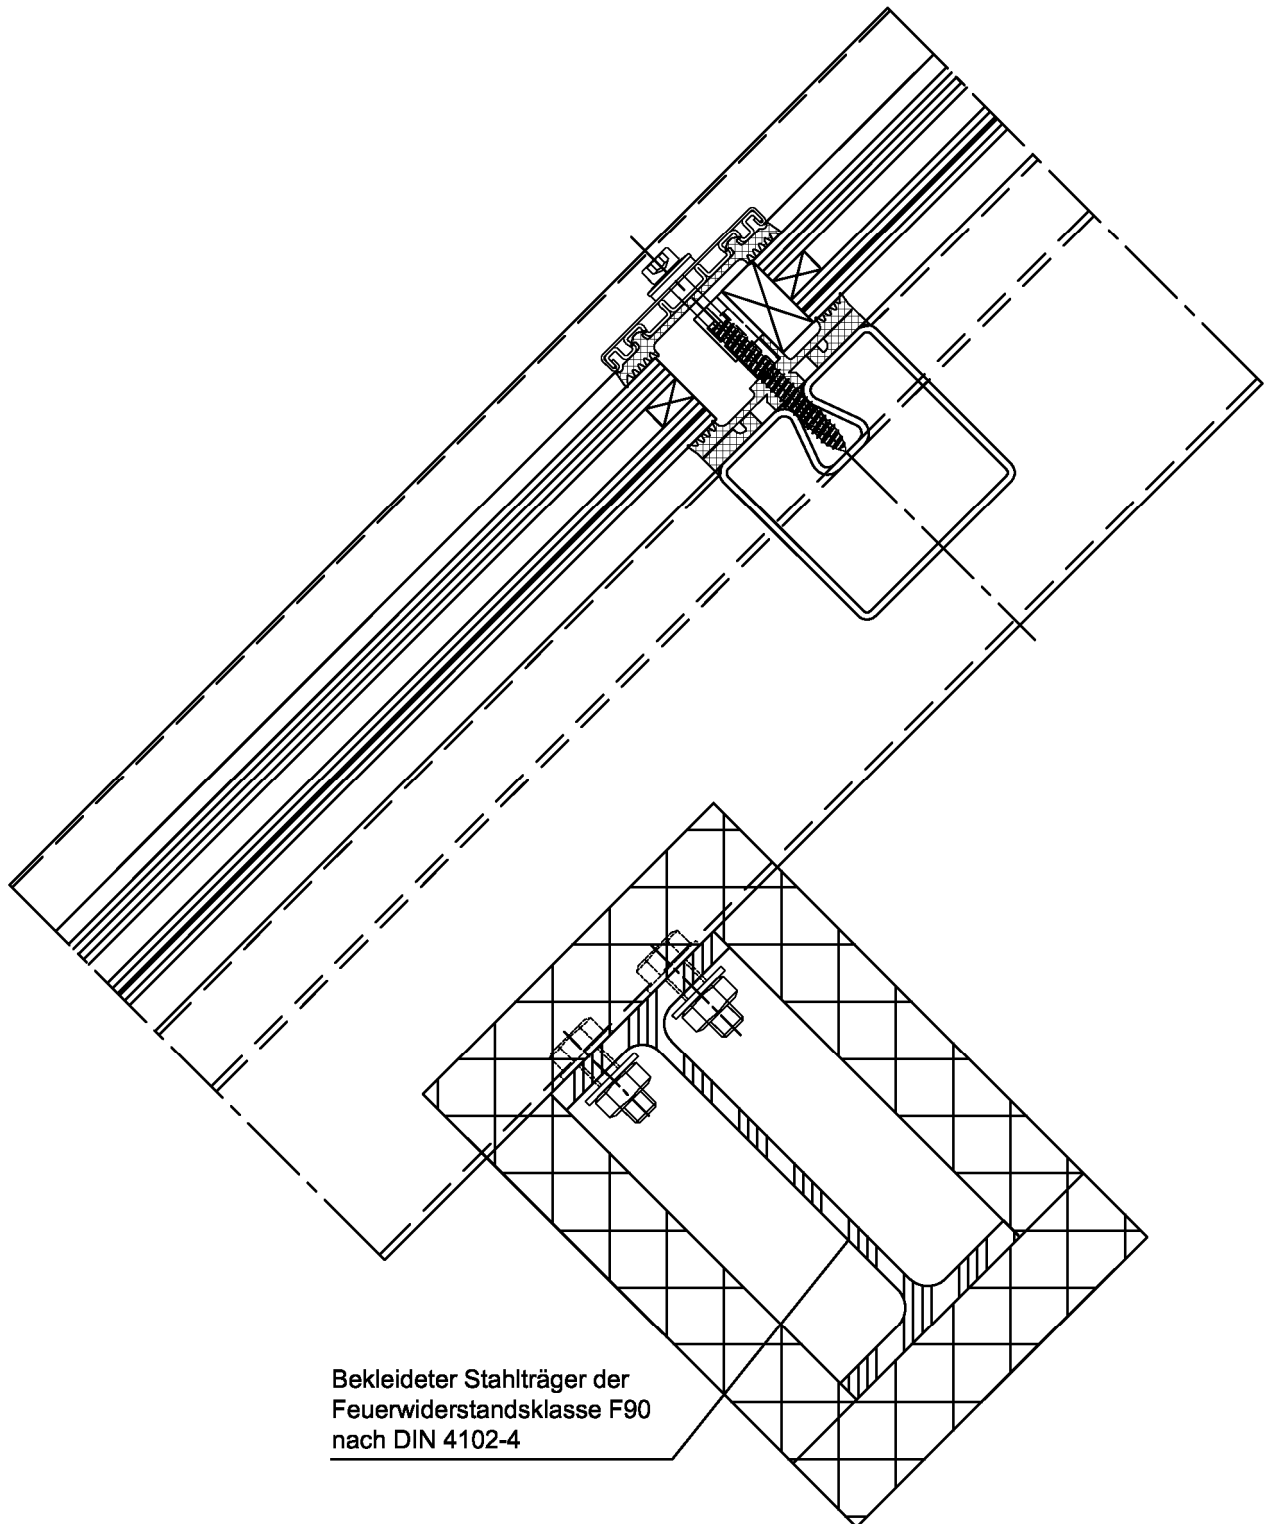 Bekleideter Stahlträger der
Feuerwiderstandsklasse F90
nach DIN 4102-4